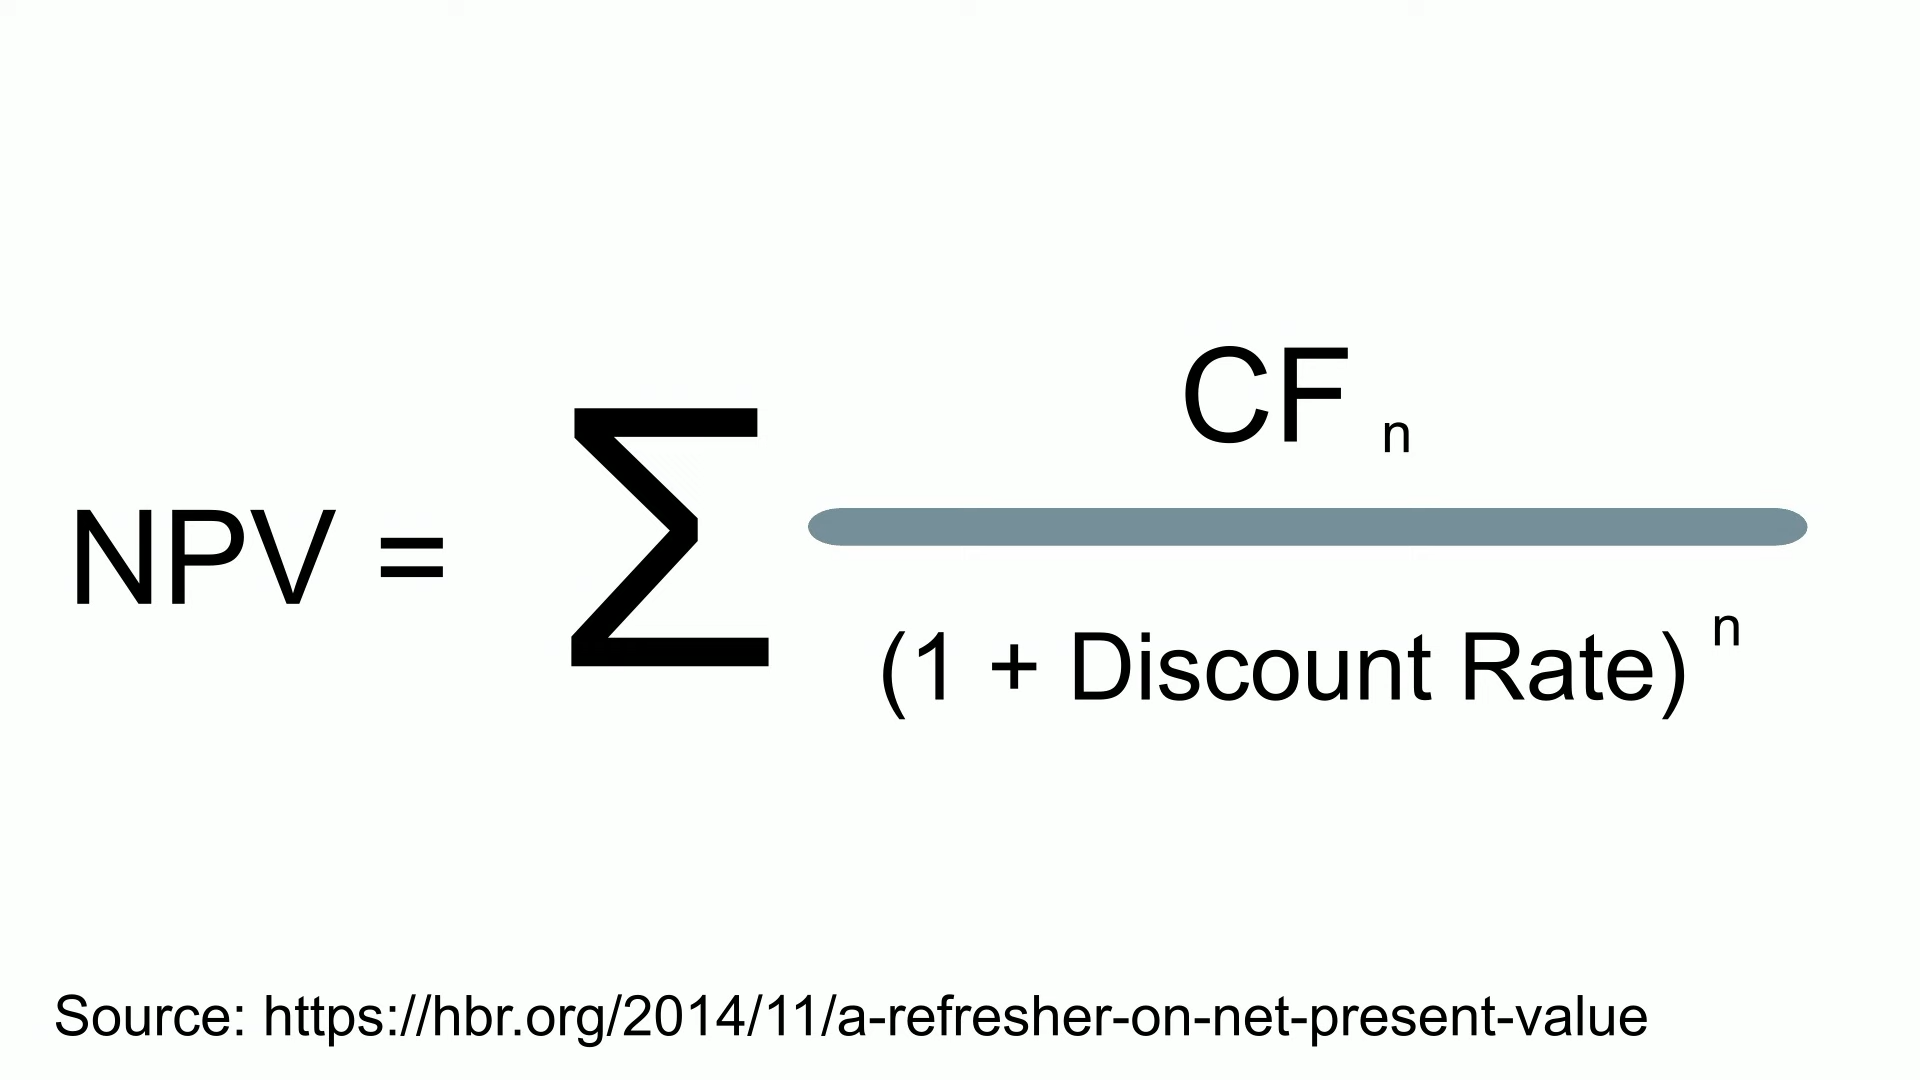 NPV = Σ
CF n
(1 + Discount Rate) n
Source: https://hbr.org/2014/11/a-refresher-on-net-present-value